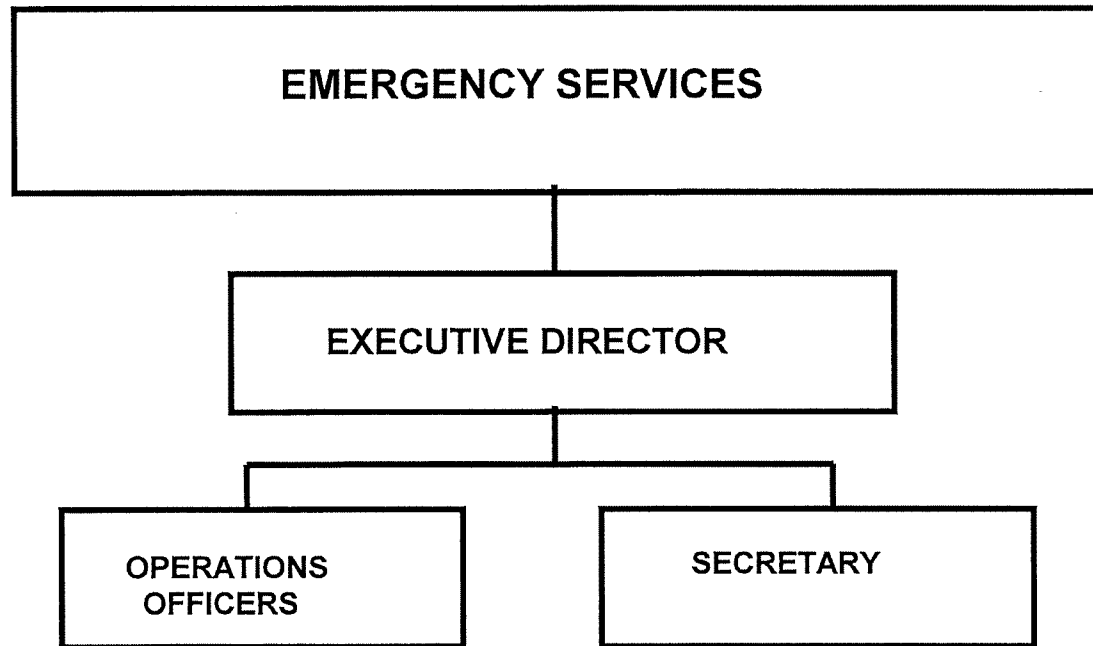 EMERGENCY SERVICES
EXECUTIVE DIRECTOR
OPERATIONS
OFFICERS
SECRETARY